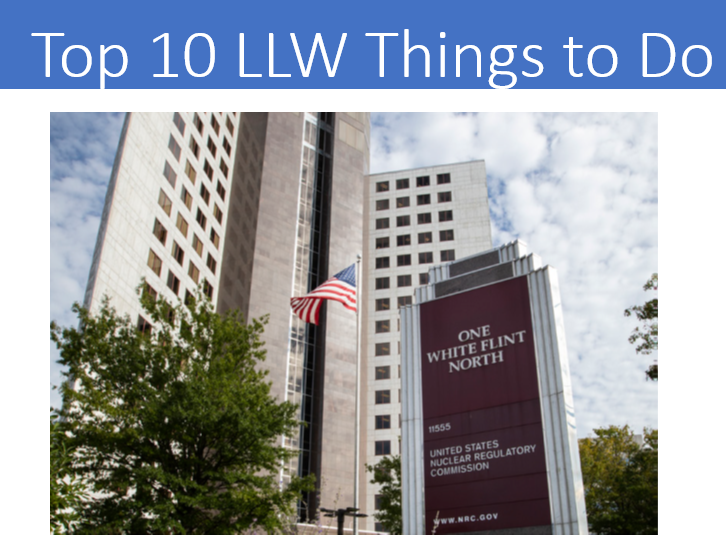 Top 10 LLW Things to Do
ONE
WHITE FLINT
NORTH
11555
UNITED STATES
NUCLEAR REGULATORY
COMMISSION
WWW.NRC.GOV